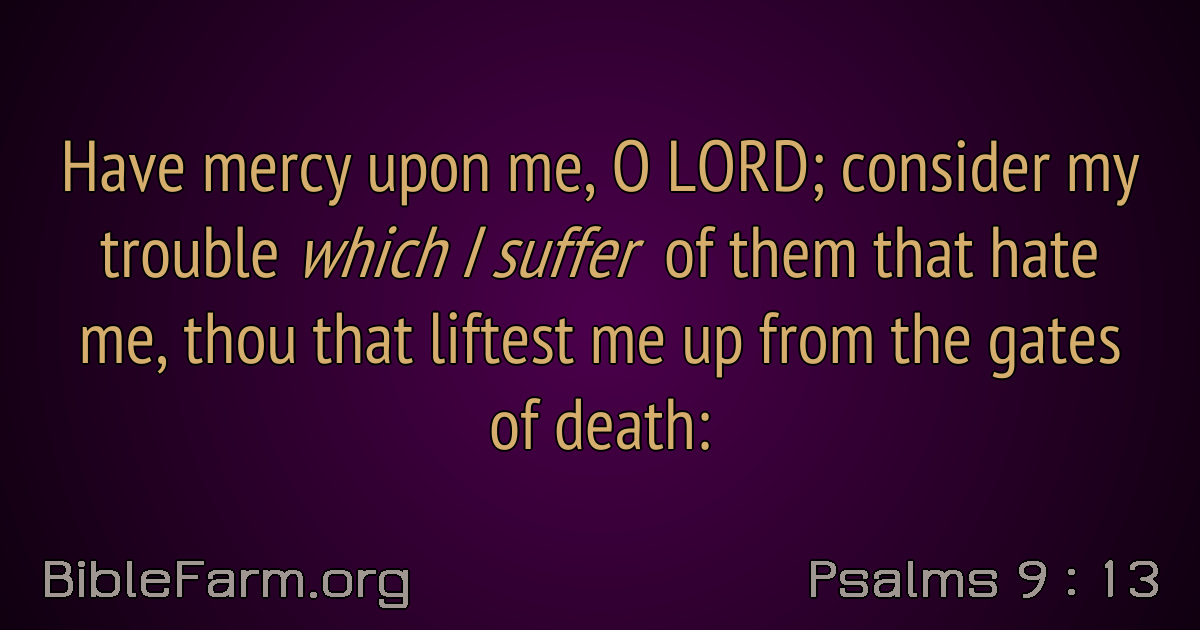 Have mercy upon me, O LORD; consider my
trouble which I suffer of them that hate
me, thou that liftest me up from the gates
of death:
BibleFarm.org
Psalms 9 : 13